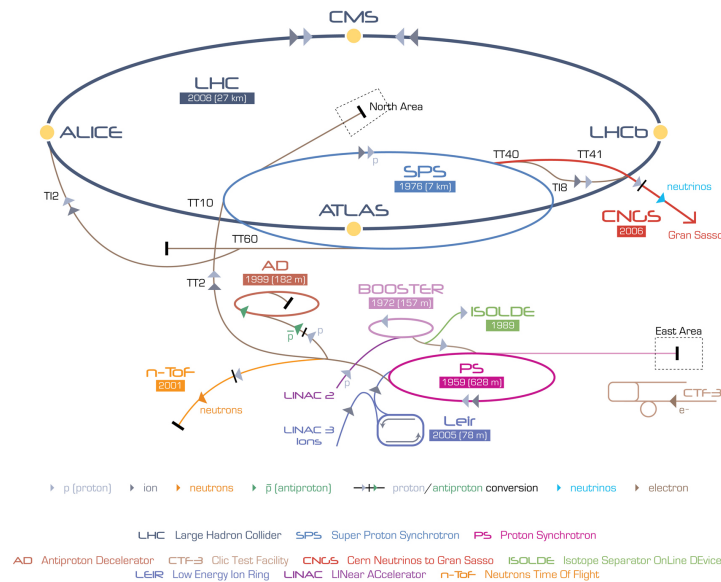 CMS
LHC
2008 (27 km)
North Area
ALICE
LHCb
TT40
TT41
p
SPS
1976 (7 km)
TI8
neutrinos
TI2
TT10
ATLAS
CNGS
2006
Gran Sasso
TT60
AD
1999 (182 m)
TT2
BOOSTER
1972 (157 m)
ISOLDE
1989
p̄
p
East Area
n-ToF
2001
p
PS
1959 (628 m)
neutrons
LINAC 2
CTF-3
e-
LINAC 3
Ions
Leir
2005 (78 m)
p (proton)
ion
neutrons
p̄ (antiproton)
proton/antiproton conversion
neutrinos
electron
LHC Large Hadron Collider SPS Super Proton Synchrotron PS Proton Synchrotron
AD Antiproton Decelerator CTF-3 Clic Test Facility CNGS Cern Neutrinos to Gran Sasso ISOLDE Isotope Separator OnLine DEvice
LEIR Low Energy Ion Ring LINAC LINear ACcelerator n-ToF Neutrons Time Of Flight